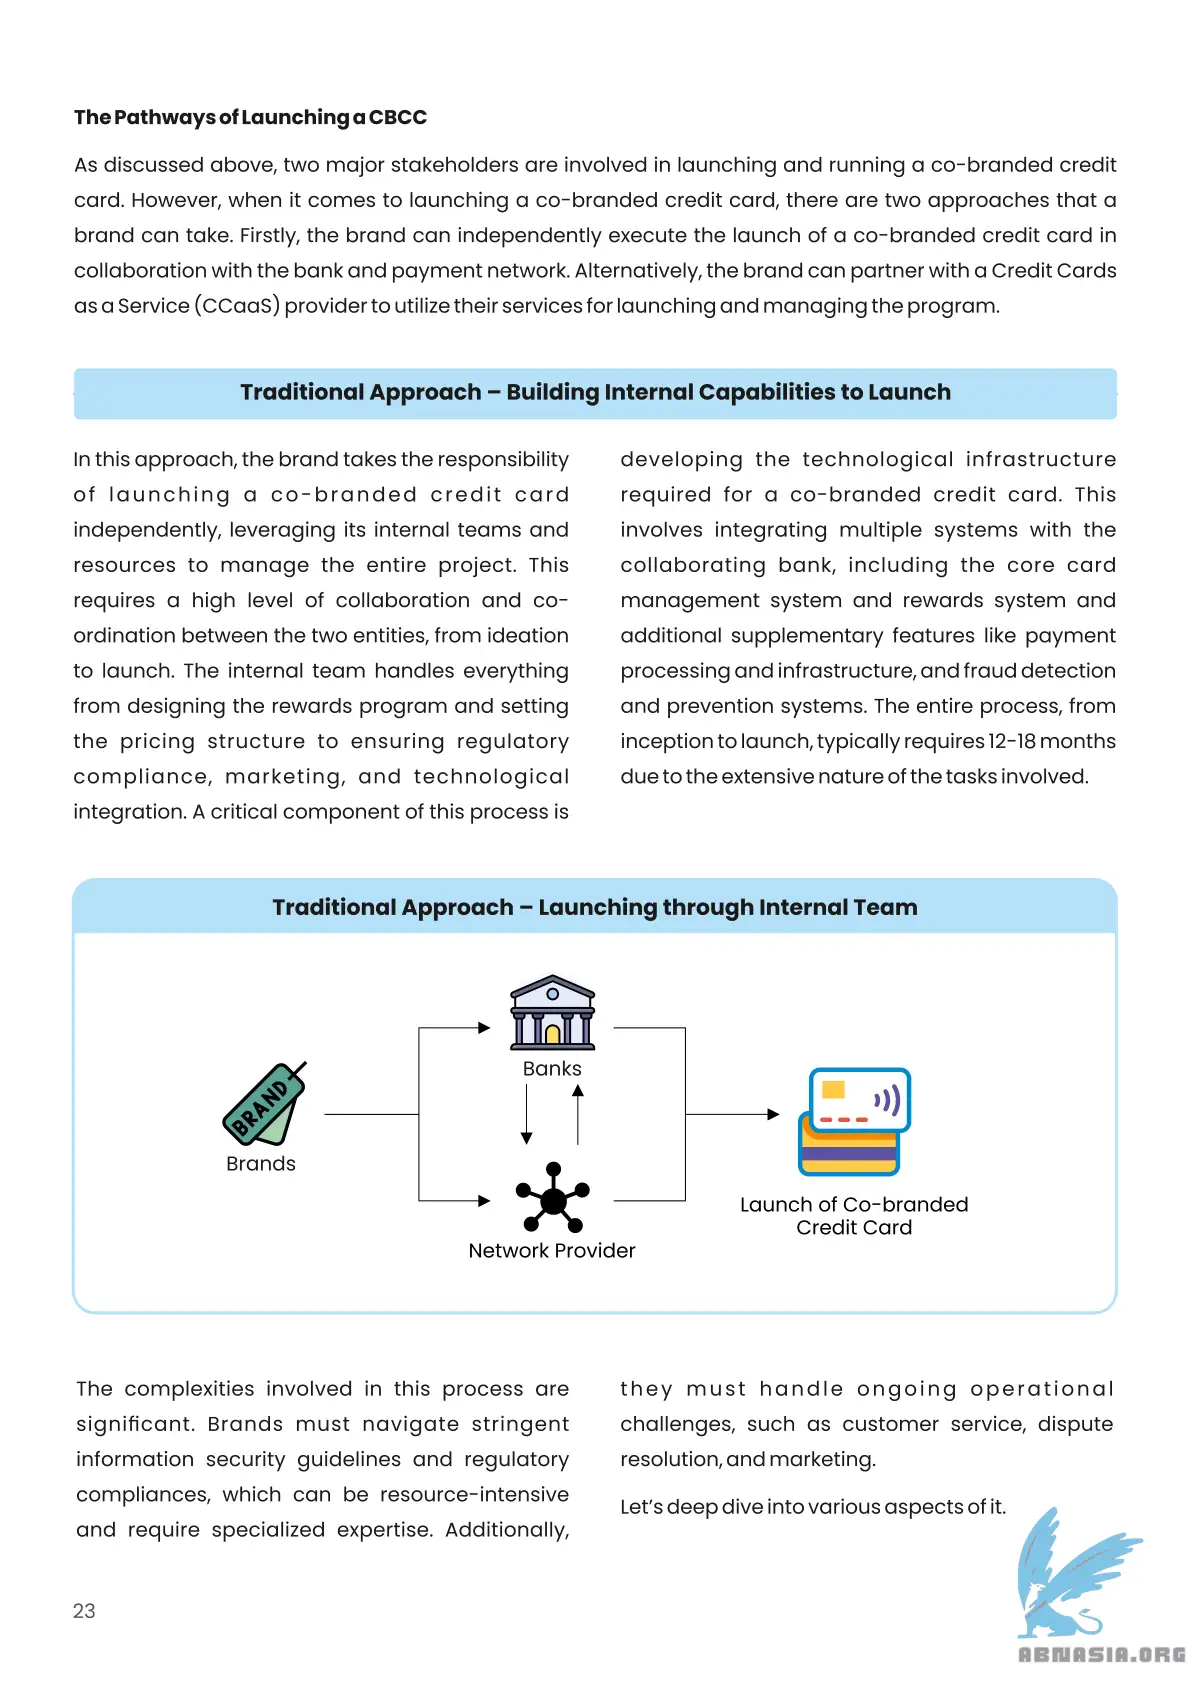 The Pathways of Launching a CBCC
As discussed above, two major stakeholders are involved in launching and running a co-branded credit
card. However, when it comes to launching a co-branded credit card, there are two approaches that a
brand can take. Firstly, the brand can independently execute the launch of a co-branded credit card in
collaboration with the bank and payment network. Alternatively, the brand can partner with a Credit Cards
as a Service (CCaaS) provider to utilize their services for launching and managing the program.
Traditional Approach – Building Internal Capabilities to Launch
In this approach, the brand takes the responsibility
of launching a co-branded credit card
independently, leveraging its internal teams and
resources to manage the entire project. This
requires a high level of collaboration and co-
ordination between the two entities, from ideation
to launch. The internal team handles everything
from designing the rewards program and setting
the pricing structure to ensuring regulatory
compliance, marketing, and technological
integration. A critical component of this process is
developing the technological infrastructure
required for a co-branded credit card. This
involves integrating multiple systems with the
collaborating bank, including the core card
management system and rewards system and
additional supplementary features like payment
processing and infrastructure, and fraud detection
and prevention systems. The entire process, from
inception to launch, typically requires 12-18 months
due to the extensive nature of the tasks involved.
Traditional Approach – Launching through Internal Team
Banks
BRAND
Brands
Network Provider
Launch of Co-branded
Credit Card
The complexities involved in this process are
significant. Brands must navigate stringent
information security guidelines and regulatory
compliances, which can be resource-intensive
and require specialized expertise. Additionally,
they must handle ongoing operational
challenges, such as customer service, dispute
resolution, and marketing.
Let’s deep dive into various aspects of it.
23
ABNASIA.ORG